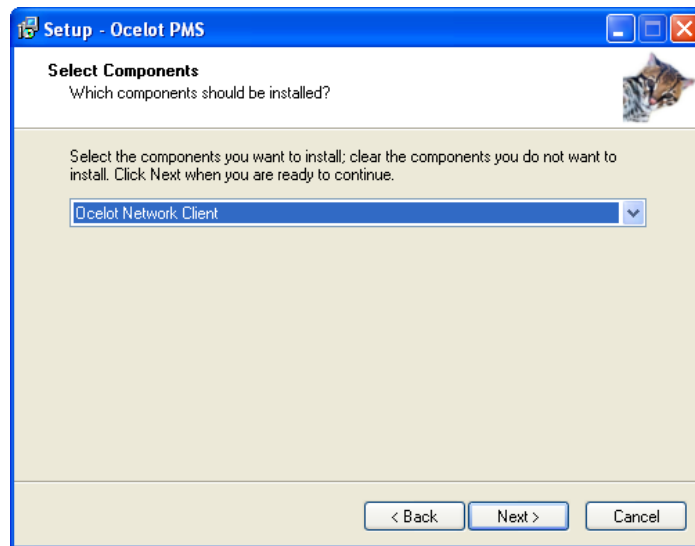 Setup - Ocelot PMS
Select Components
Which components should be installed?
Select the components you want to install; clear the components you do not want to
install. Click Next when you are ready to continue.
Ocelot Network Client
< Back Next > Cancel